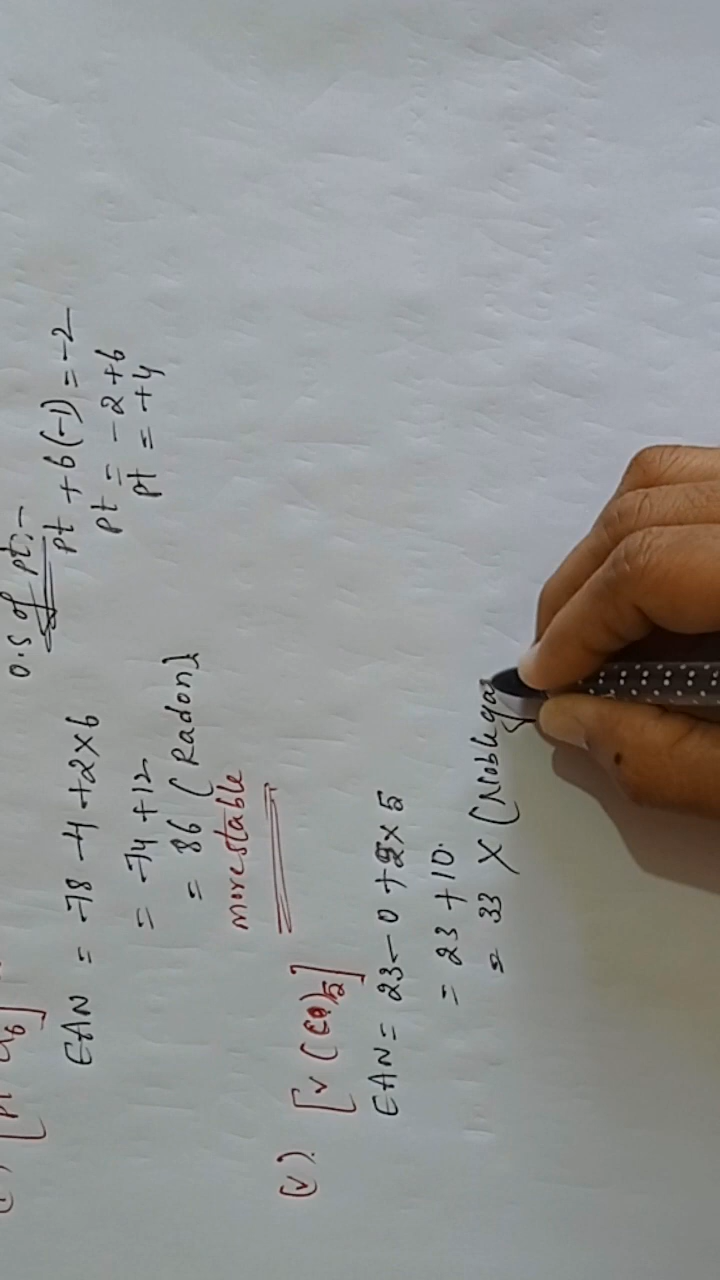 O.S of Pt,-
Pt + 6(-1) = -2
Pt = -2 + 6
Pt = +4
EAN = 78 - 4 + 2 × 6
= 74 + 12
= 86 (Radon)
more stable
(V). [V (CO)5]
EAN = 23 - 0 + 2 × 5
= 23 + 10.
= 33 × (Noble gas